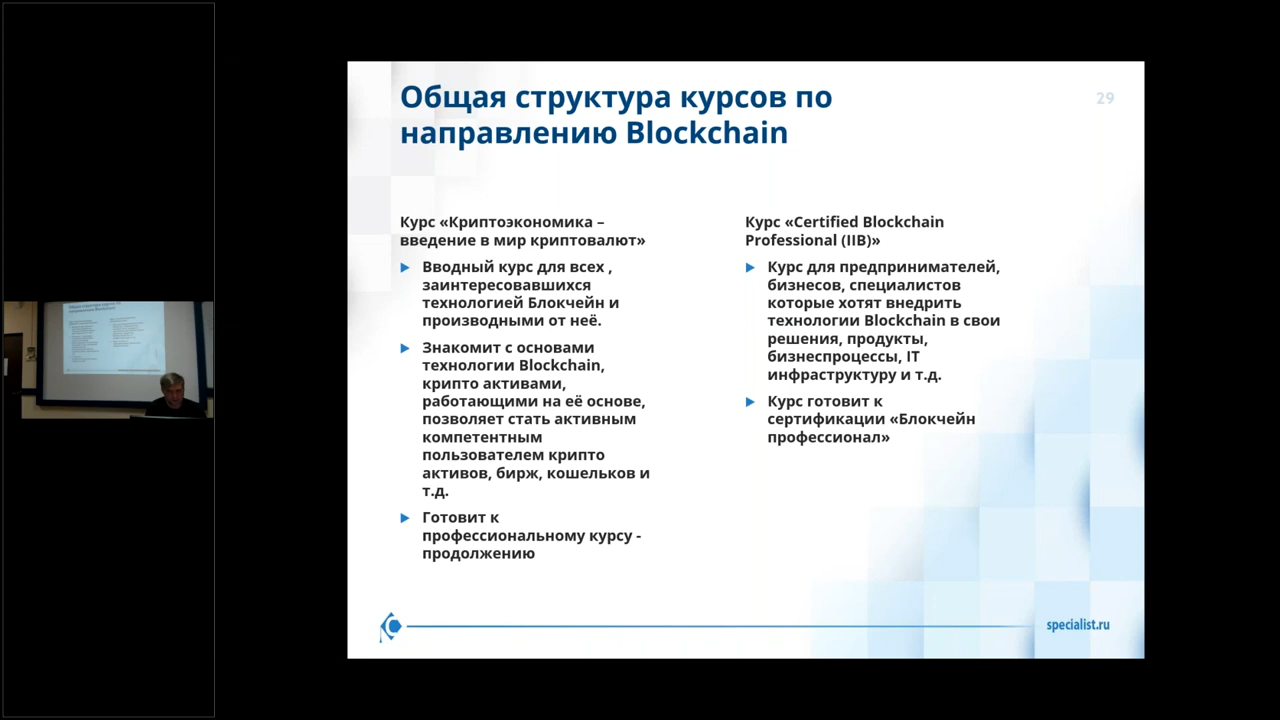 Общая структура курсов по
направлению Blockchain
29
Курс «Криптоэкономика –
введение в мир криптовалют»
Вводный курс для всех ,
заинтересовавшихся
технологией Блокчейн и
производными от неё.
Знакомит с основами
технологии Blockchain,
крипто активами,
работающими на её основе,
позволяет стать активным
компетентным
пользователем крипто
активов, бирж, кошельков и
т.д.
Готовит к
профессиональному курсу -
продолжению
Курс «Certified Blockchain
Professional (IIB)»
Курс для предпринимателей,
бизнесов, специалистов
которые хотят внедрить
технологии Blockchain в свои
решения, продукты,
бизнеспроцессы, IT
инфраструктуру и т.д.
Курс готовит к
сертификации «Блокчейн
профессионал»
specialist.ru